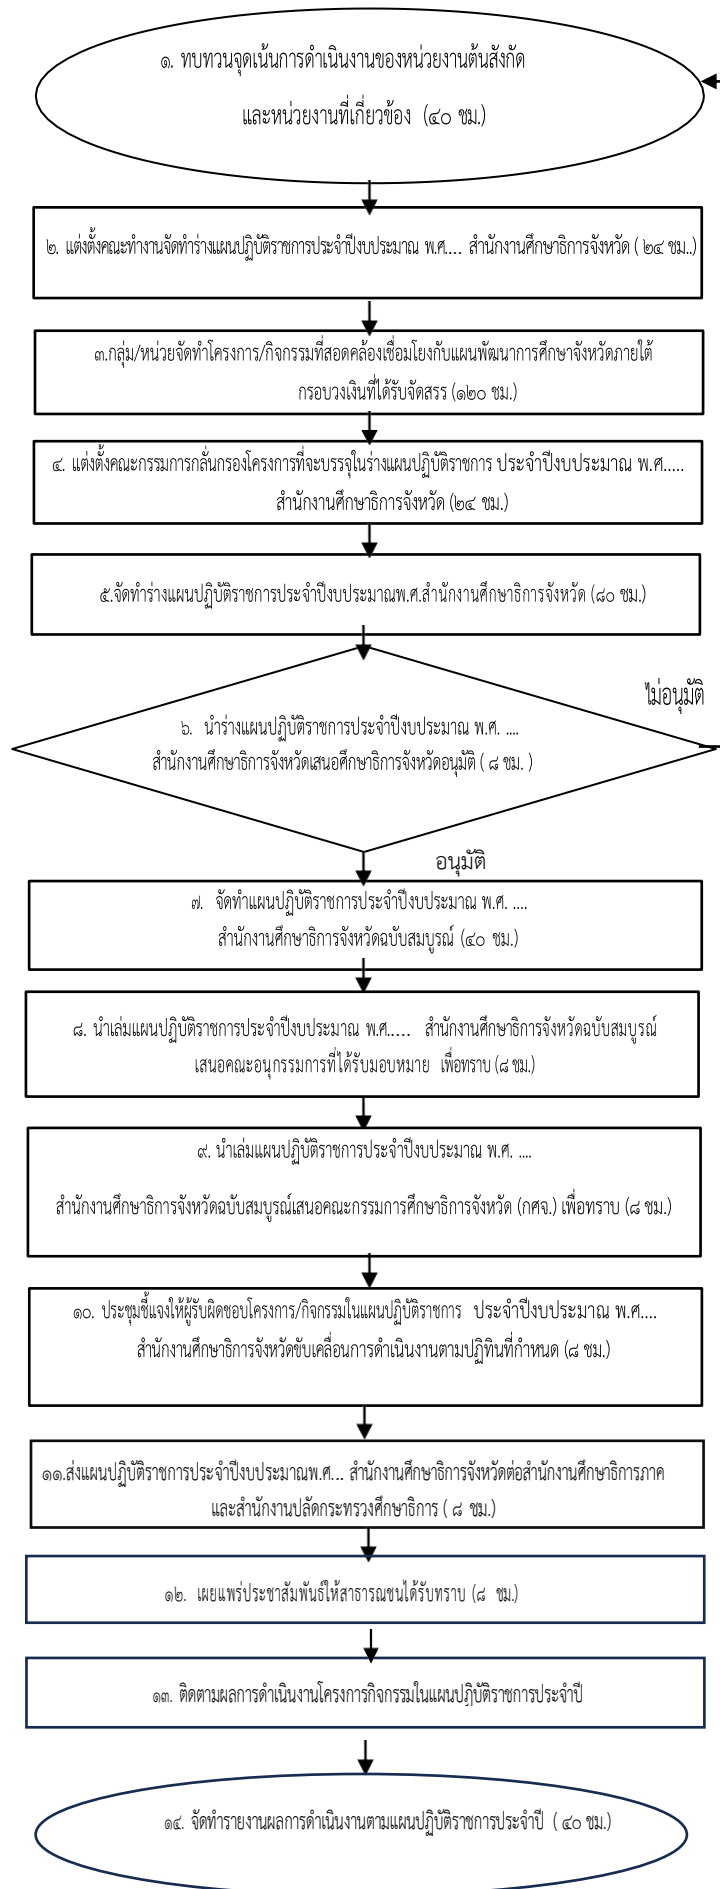 ๑. ทบทวนจุดเน้นการดำเนินงานของหน่วยงานต้นสังกัด
และหน่วยงานที่เกี่ยวข้อง (๔๐ ชม.)
๒. แต่งตั้งคณะทำงานจัดทำร่างแผนปฏิบัติราชการประจำปีงบประมาณ พ.ศ.... สำนักงานศึกษาธิการจังหวัด ( ๒๔ ชม..)
๓.กลุ่ม/หน่วยจัดทำโครงการ/กิจกรรมที่สอดคล้องเชื่อมโยงกับแผนพัฒนาการศึกษาจังหวัดภายใต้
กรอบวงเงินที่ได้รับจัดสรร (๑๒๐ ชม.)
๔. แต่งตั้งคณะกรรมการกลั่นกรองโครงการที่จะบรรจุในร่างแผนปฏิบัติราชการ ประจำปีงบประมาณ พ.ศ.....
สำนักงานศึกษาธิการจังหวัด (๒๔ ชม.)
๕.จัดทำร่างแผนปฏิบัติราชการประจำปีงบประมาณพ.ศ.สำนักงานศึกษาธิการจังหวัด (๘๐ ชม.)
ไม่อนุมัติ
๖. นำร่างแผนปฏิบัติราชการประจำปีงบประมาณ พ.ศ. ....
สำนักงานศึกษาธิการจังหวัดเสนอศึกษาธิการจังหวัดอนุมัติ ( ๘ ชม. )
อนุมัติ
๗. จัดทำแผนปฏิบัติราชการประจำปีงบประมาณ พ.ศ. ....
สำนักงานศึกษาธิการจังหวัดฉบับสมบูรณ์ (๔๐ ชม.)
๘. นำเล่มแผนปฏิบัติราชการประจำปีงบประมาณ พ.ศ..... สำนักงานศึกษาธิการจังหวัดฉบับสมบูรณ์
เสนอคณะอนุกรรมการที่ได้รับมอบหมาย เพื่อทราบ (๘ ชม.)
๙. นำเล่มแผนปฏิบัติราชการประจำปีงบประมาณ พ.ศ. ....
สำนักงานศึกษาธิการจังหวัดฉบับสมบูรณ์เสนอคณะกรรมการศึกษาธิการจังหวัด (กศจ.) เพื่อทราบ (๘ ชม.)
๑๐. ประชุมชี้แจงให้ผู้รับผิดชอบโครงการ/กิจกรรมในแผนปฏิบัติราชการ ประจำปีงบประมาณ พ.ศ....
สำนักงานศึกษาธิการจังหวัดขับเคลื่อนการดำเนินงานตามปฏิทินที่กำหนด (๘ ชม.)
๑๑.ส่งแผนปฏิบัติราชการประจำปีงบประมาณพ.ศ... สำนักงานศึกษาธิการจังหวัดต่อสำนักงานศึกษาธิการภาค
และสำนักงานปลัดกระทรวงศึกษาธิการ ( ๘ ชม.)
๑๒. เผยแพร่ประชาสัมพันธ์ให้สาธารณชนได้รับทราบ (๘ ชม.)
๑๓. ติดตามผลการดำเนินงานโครงการกิจกรรมในแผนปฏิบัติราชการประจำปี
๑๔. จัดทำรายงานผลการดำเนินงานตามแผนปฏิบัติราชการประจำปี ( ๔๐ ชม.)